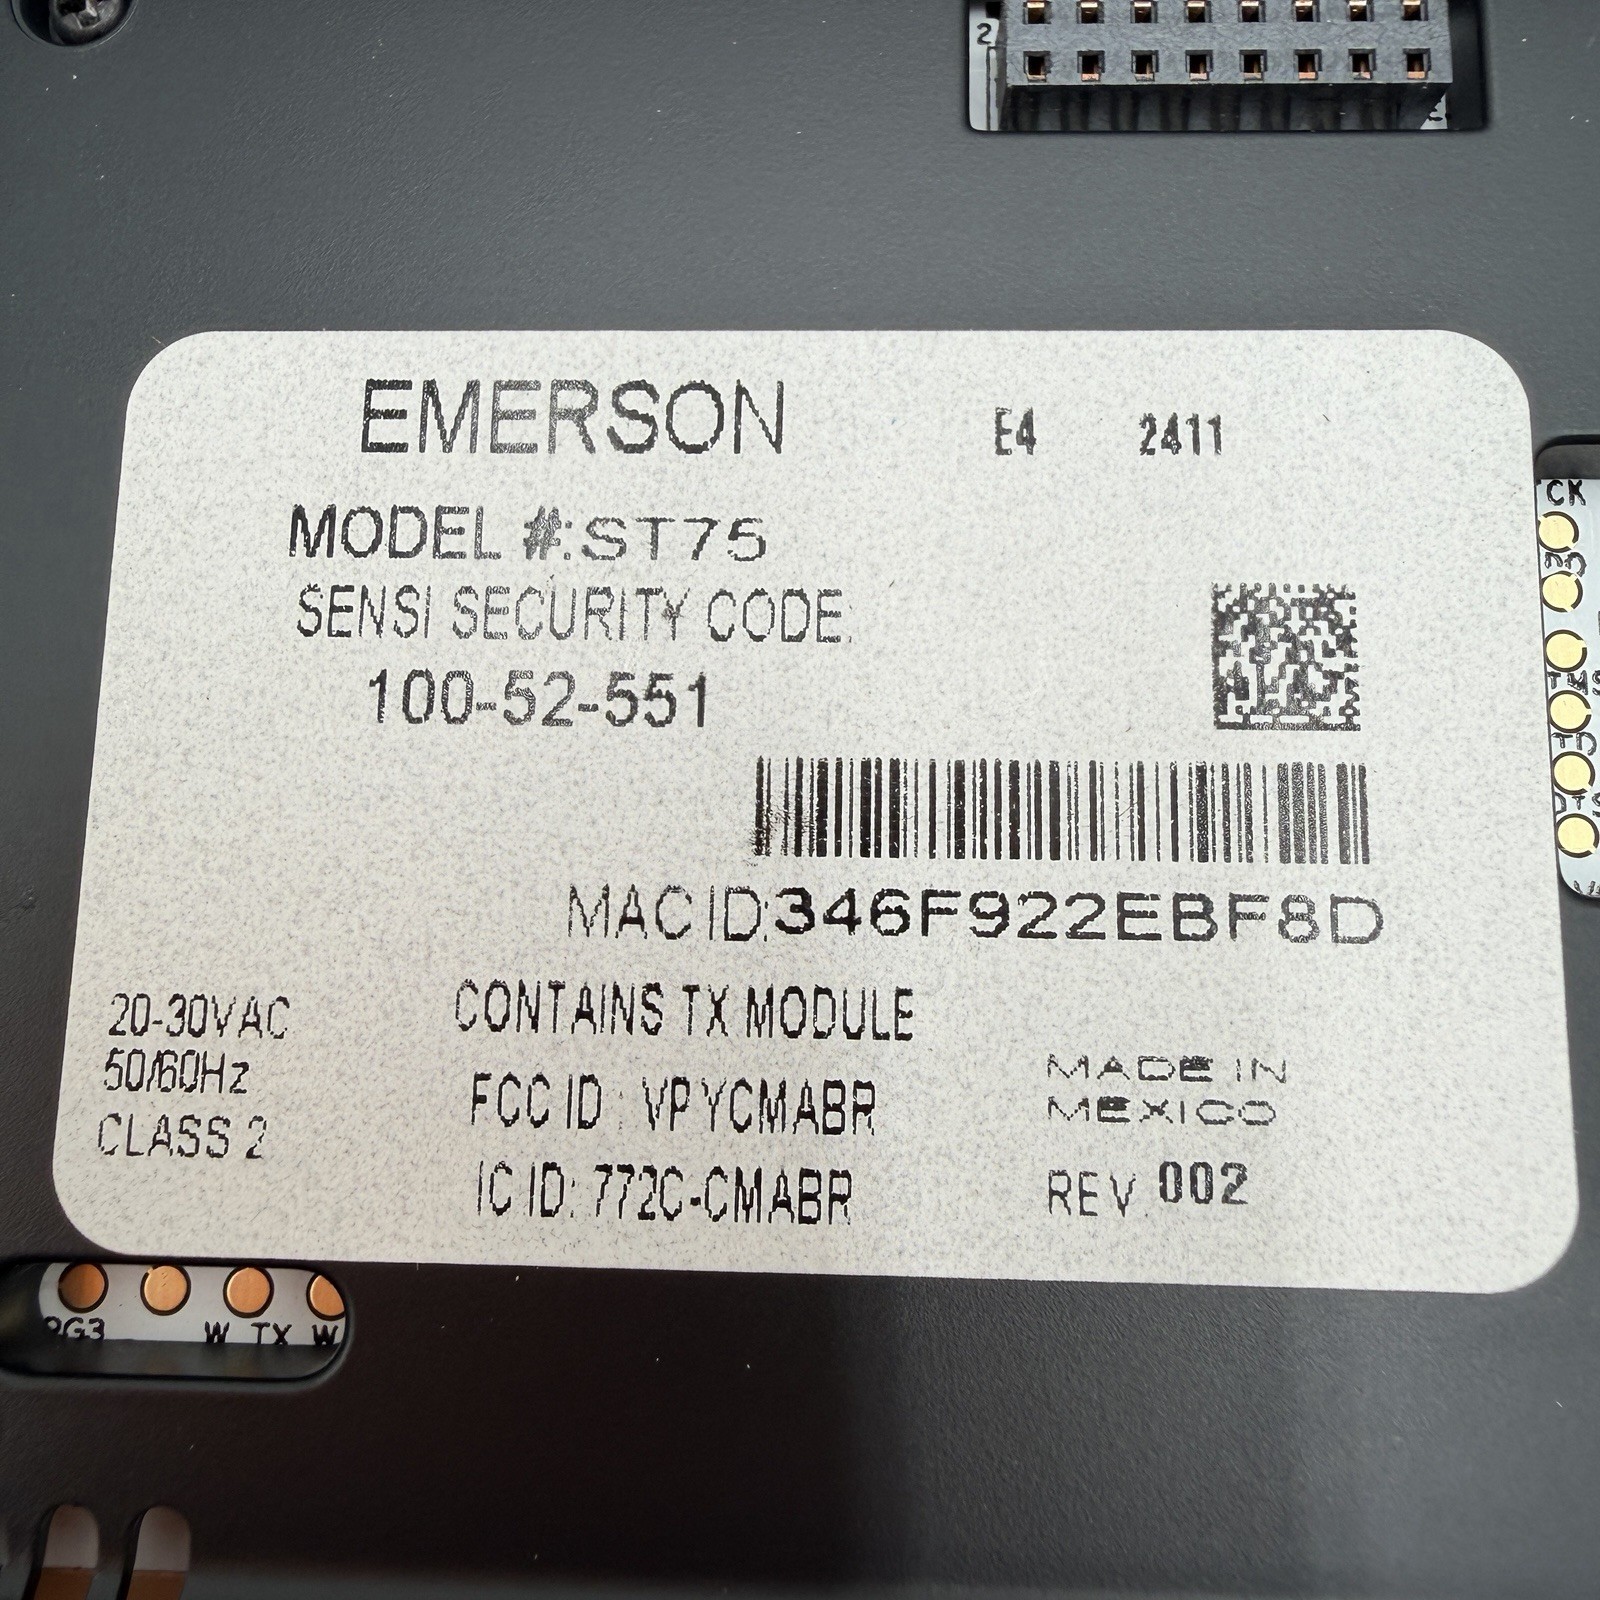 2
EMERSON E4 2411
MODEL #:ST75
SENSI SECURITY CODE:
100-52-551
MAC ID:346F922EBF8D
20-30VAC
50/60Hz
CLASS 2
CONTAINS TX MODULE
FCC ID : VPYCMABR
IC ID: 772C-CMABR
MADE IN
MEXICO
REV. 002
CK
W TX W